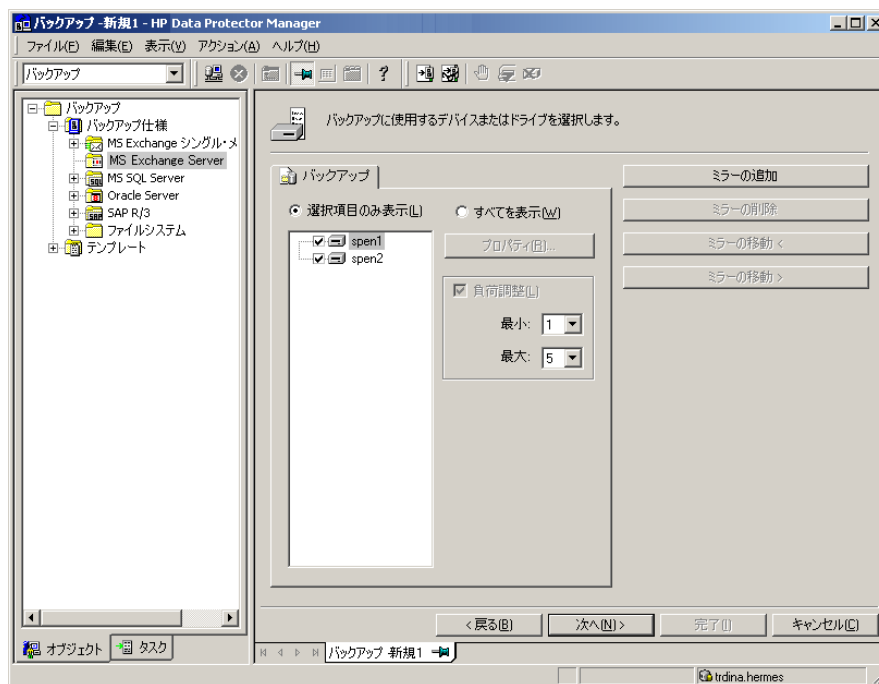 バックアップ -新規1 - HP Data Protector Manager
ファイル(F) 編集(E) 表示(V) アクション(A) ヘルプ(H)
バックアップ
バックアップ
バックアップ仕様
MS Exchange シングル・メ
MS Exchange Server
MS SQL Server
Oracle Server
SAP R/3
ファイルシステム
テンプレート
オブジェクト
タスク
バックアップに使用するデバイスまたはドライブを選択します。
バックアップ
選択項目のみ表示(L)
すべてを表示(W)
spen1
spen2
プロパティ(R)...
負荷調整(L)
最小: 1
最大: 5
ミラーの追加
ミラーの削除
ミラーの移動 <
ミラーの移動 >
<戻る(B)
次へ(N)>
完了(I)
キャンセル(C)
バックアップ -新規1
trdina.hermes